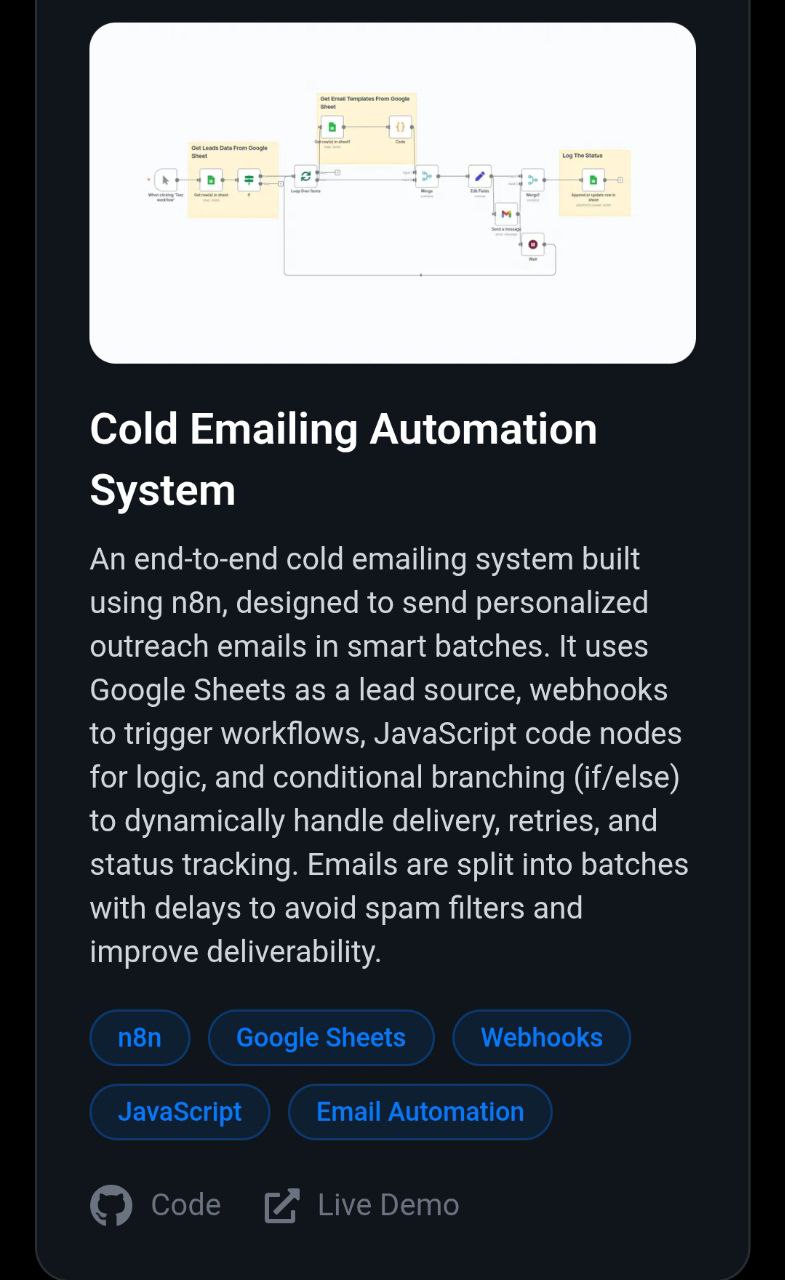 Get Email Templates From Google
Sheet
Get Leads Data From Google
Sheet
Log The Status
Get row(s) in sheet1
Code
When clicking 'Test
workflow'
Get row(s) in sheet
If
Loop Over Items
Merge
Edit Fields
Merge2
Append or update row in
sheet
Send a message
Wait
Cold Emailing Automation
System
An end-to-end cold emailing system built
using n8n, designed to send personalized
outreach emails in smart batches. It uses
Google Sheets as a lead source, webhooks
to trigger workflows, JavaScript code nodes
for logic, and conditional branching (if/else)
to dynamically handle delivery, retries, and
status tracking. Emails are split into batches
with delays to avoid spam filters and
improve deliverability.
n8n Google Sheets Webhooks
JavaScript Email Automation
Code Live Demo